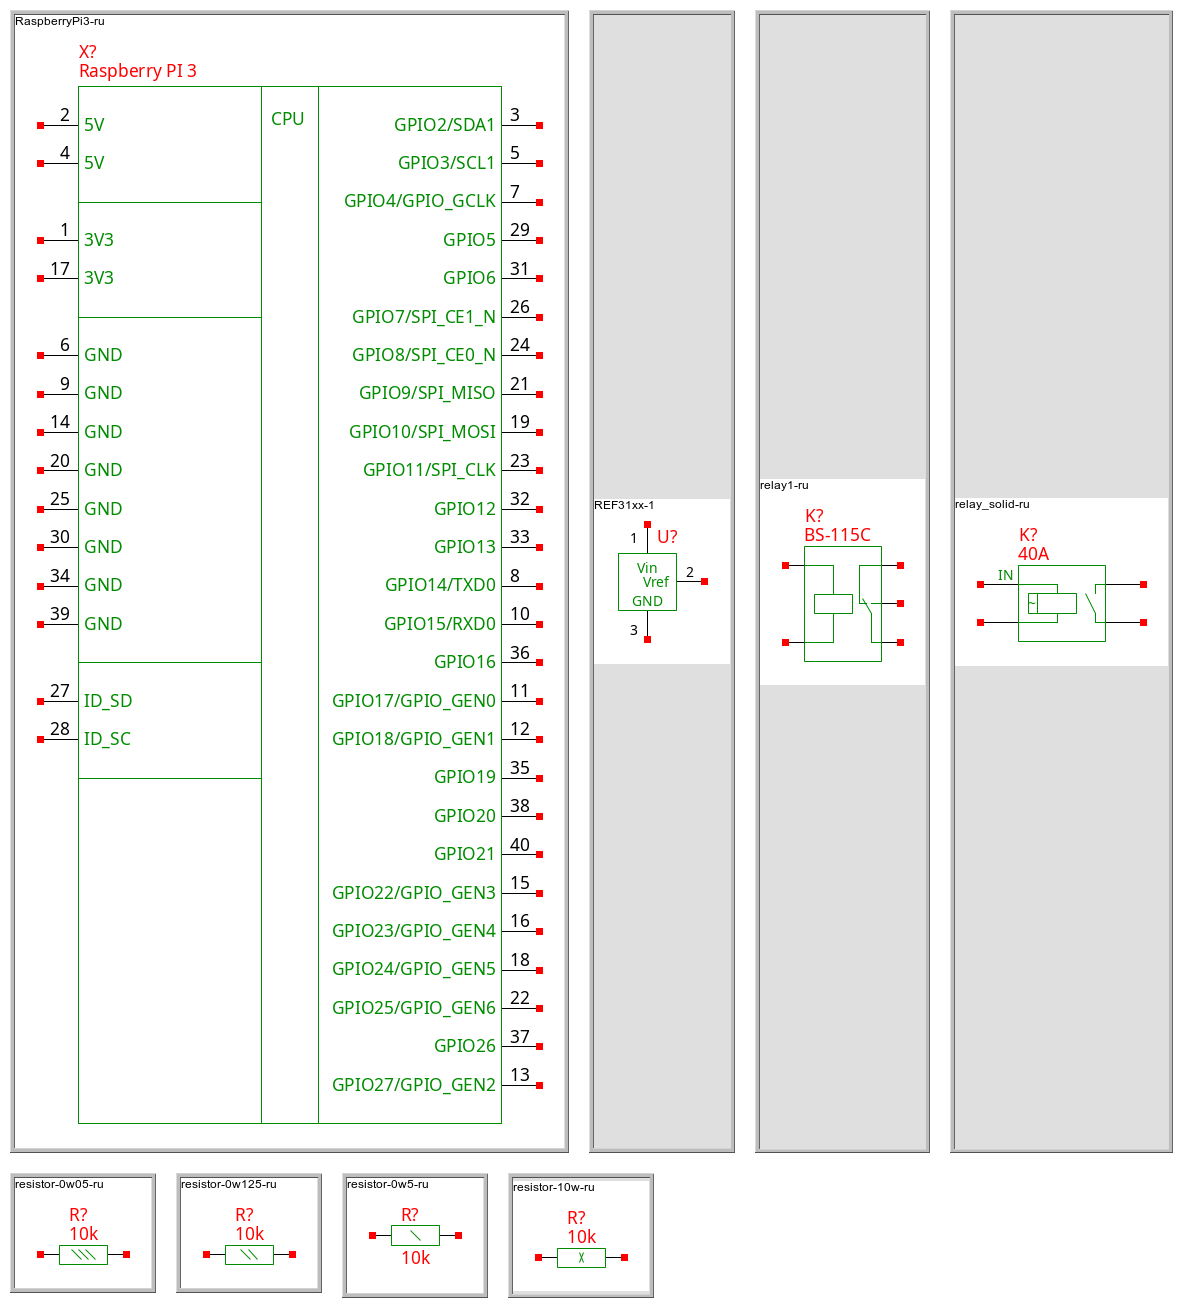 RaspberryPi3-ru
X?
Raspberry PI 3
CPU
2 5V
4 5V
1 3V3
17 3V3
6 GND
9 GND
14 GND
20 GND
25 GND
30 GND
34 GND
39 GND
27 ID_SD
28 ID_SC
GPIO2/SDA1 3
GPIO3/SCL1 5
GPIO4/GPIO_GCLK 7
GPIO5 29
GPIO6 31
GPIO7/SPI_CE1_N 26
GPIO8/SPI_CE0_N 24
GPIO9/SPI_MISO 21
GPIO10/SPI_MOSI 19
GPIO11/SPI_CLK 23
GPIO12 32
GPIO13 33
GPIO14/TXD0 8
GPIO15/RXD0 10
GPIO16 36
GPIO17/GPIO_GEN0 11
GPIO18/GPIO_GEN1 12
GPIO19 35
GPIO20 38
GPIO21 40
GPIO22/GPIO_GEN3 15
GPIO23/GPIO_GEN4 16
GPIO24/GPIO_GEN5 18
GPIO25/GPIO_GEN6 22
GPIO26 37
GPIO27/GPIO_GEN2 13
REF31xx-1
1 U?
Vin
Vref 2
GND
3
relay1-ru
K?
BS-115C
relay_solid-ru
K?
40A
IN
~
resistor-0w05-ru
R?
10k
resistor-0w125-ru
R?
10k
resistor-0w5-ru
R?
10k
resistor-10w-ru
R?
10k